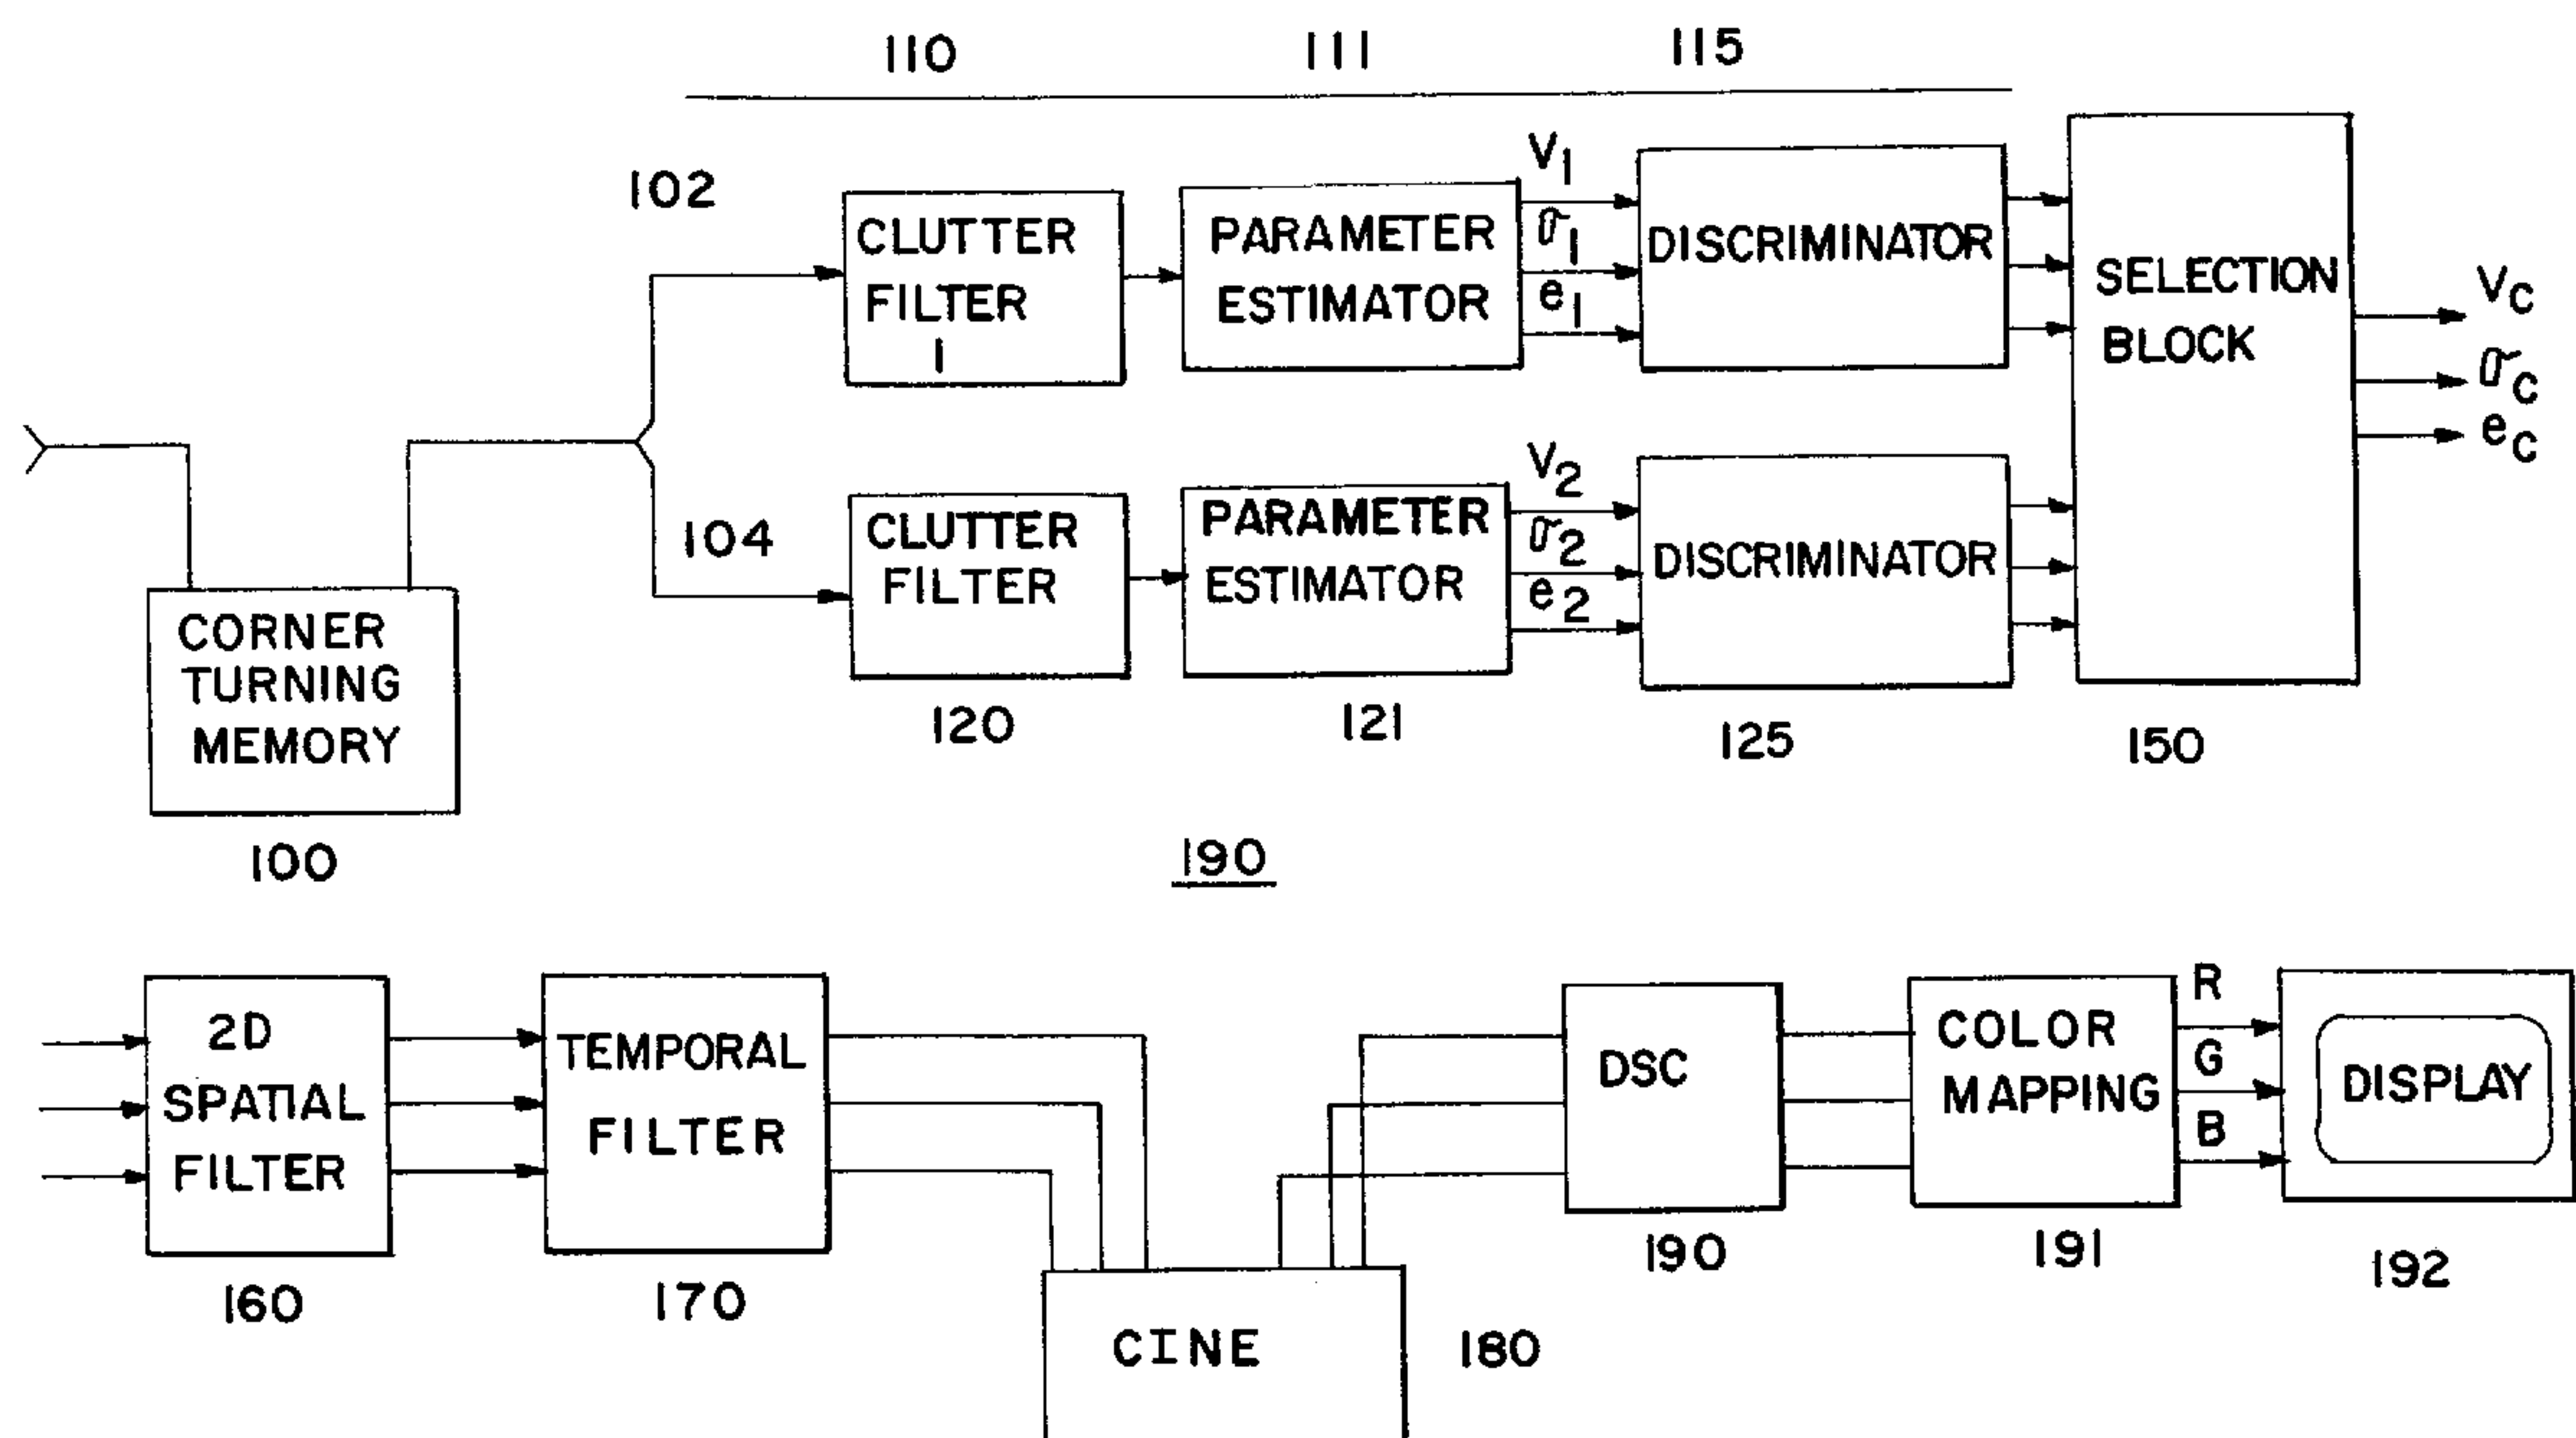 110 111 115
102
CLUTTER
FILTER
1
PARAMETER
ESTIMATOR
V1
σ1
e1
DISCRIMINATOR
SELECTION
BLOCK
Vc
σc
ec
104
CLUTTER
FILTER
PARAMETER
ESTIMATOR
V2
σ2
e2
DISCRIMINATOR
CORNER
TURNING
MEMORY
100
120
121
125
150
190
2D
SPATIAL
FILTER
160
TEMPORAL
FILTER
170
CINE
180
DSC
190
COLOR
MAPPING
191
R
G
B
DISPLAY
192